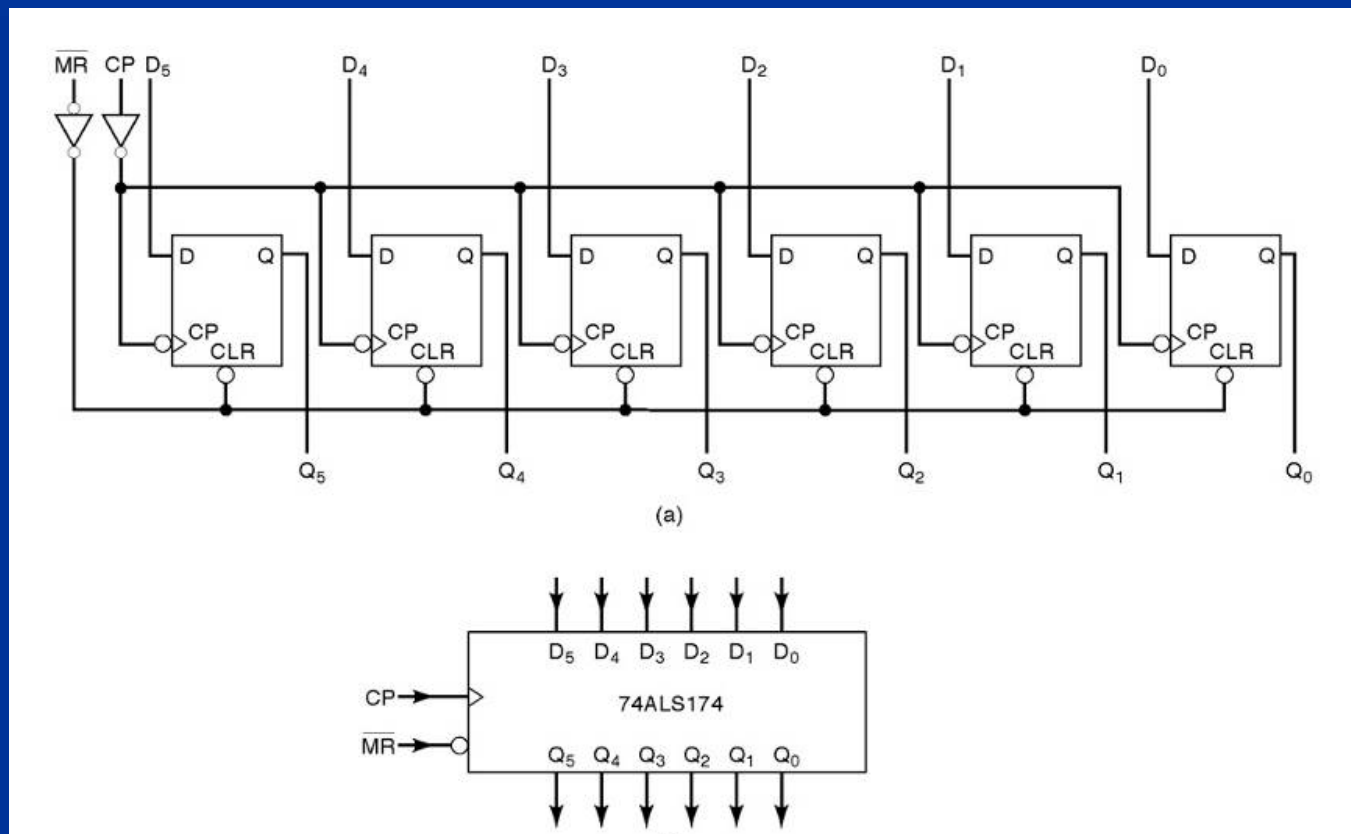 M̅R̅ CP D₅ D₄ D₃ D₂ D₁ D₀
D Q D Q D Q D Q D Q D Q
CP CP CP CP CP CP
CLR CLR CLR CLR CLR CLR
Q₅ Q₄ Q₃ Q₂ Q₁ Q₀
(a)
D₅ D₄ D₃ D₂ D₁ D₀
CP 74ALS174
M̅R̅ Q₅ Q₄ Q₃ Q₂ Q₁ Q₀